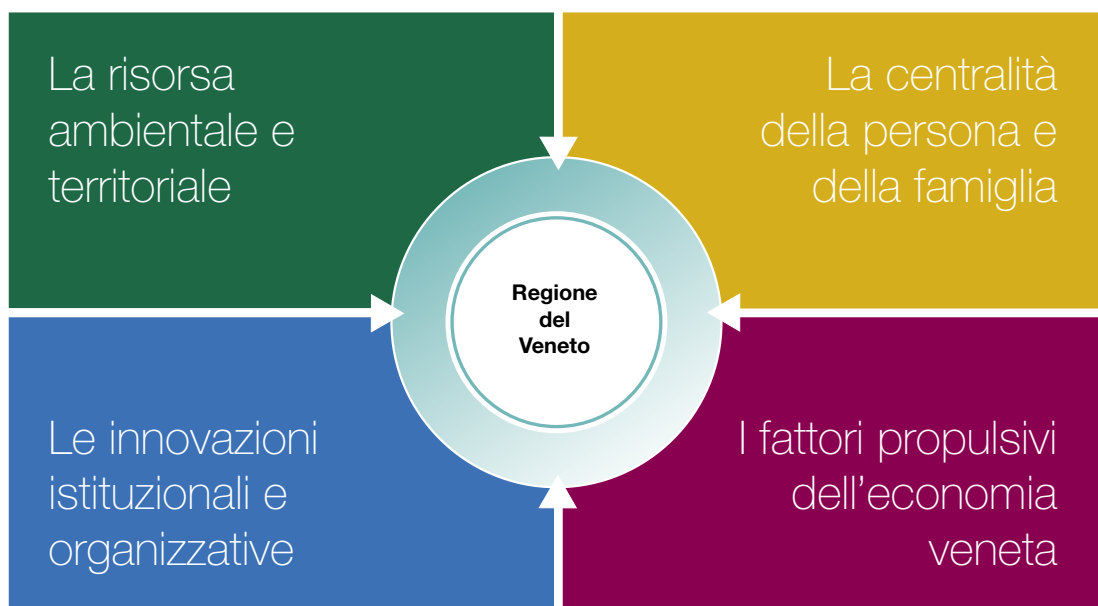 La risorsa
ambientale e
territoriale
La centralità
della persona e
della famiglia
Regione
del
Veneto
Le innovazioni
istituzionali e
organizzative
I fattori propulsivi
dell’economia
veneta